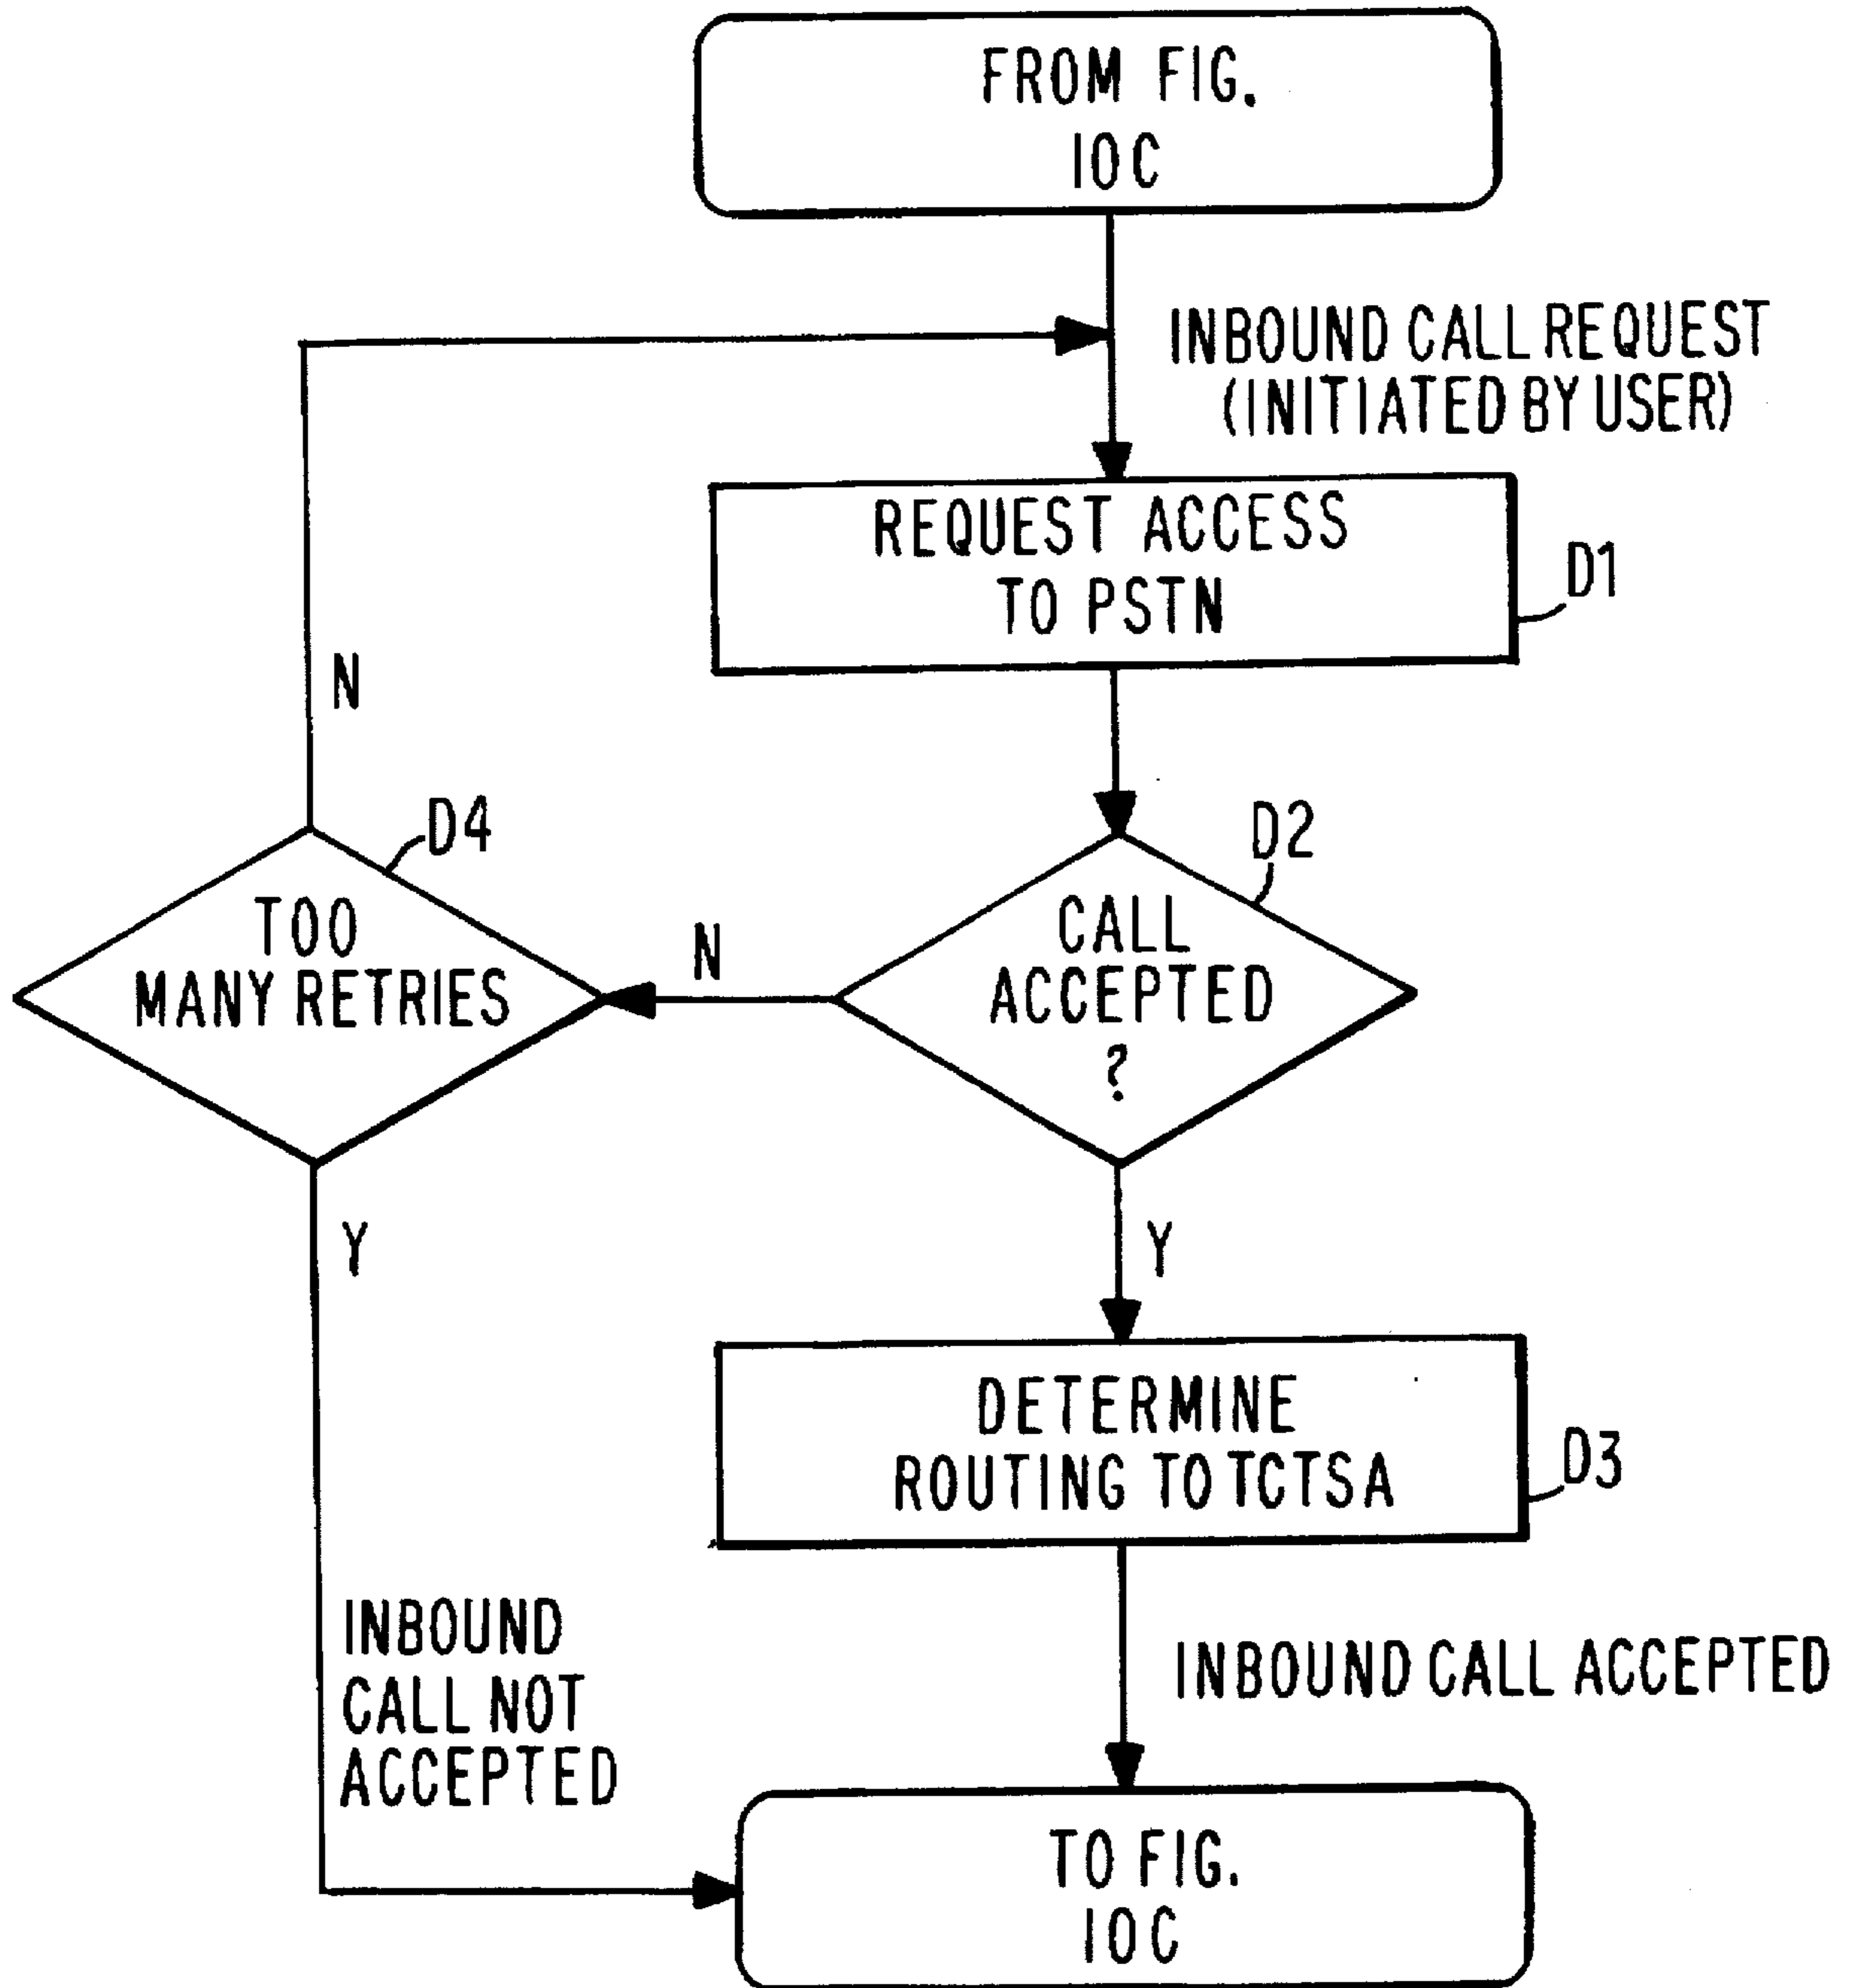 FROM FIG.
10C
INBOUND CALL REQUEST
(INITIATED BY USER)
REQUEST ACCESS
TO PSTN
D1
N
D4
D2
TOO
MANY RETRIES
N
CALL
ACCEPTED
?
Y
Y
DETERMINE
ROUTING TO TCTSA
D3
INBOUND
CALL NOT
ACCEPTED
INBOUND CALL ACCEPTED
TO FIG.
10C